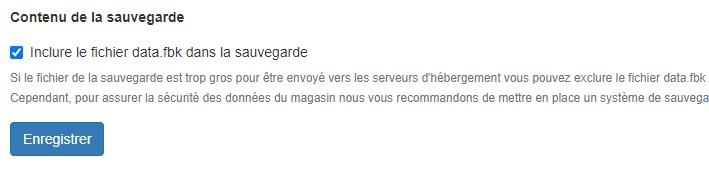 Contenu de la sauvegarde
Inclure le fichier data.fbk dans la sauvegarde
Si le fichier de la sauvegarde est trop gros pour être envoyé vers les serveurs d'hébergement vous pouvez exclure le fichier data.fbk
Cependant, pour assurer la sécurité des données du magasin nous vous recommandons de mettre en place un système de sauvega
Enregistrer